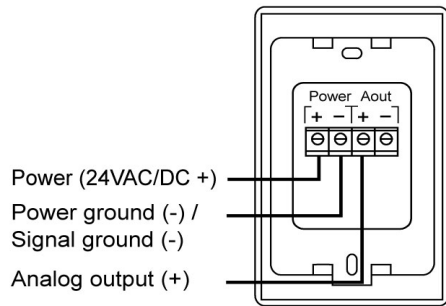 Power Aout
+ − + −
Power (24VAC/DC +)
Power ground (-) /
Signal ground (-)
Analog output (+)